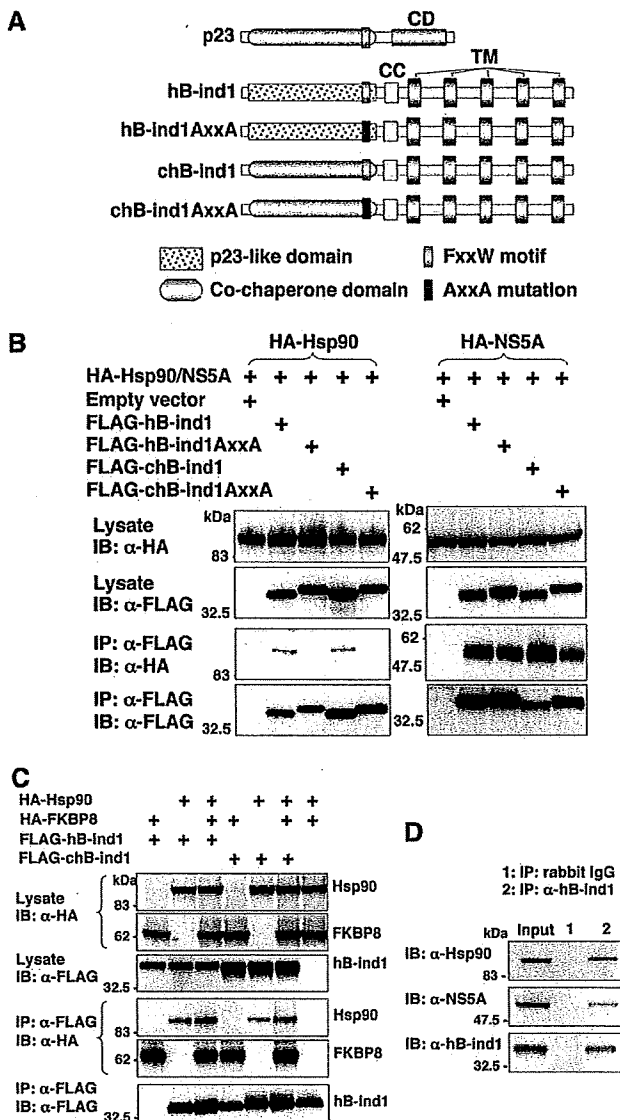 A
p23
CD
CC
TM
hB-ind1
hB-ind1AxxA
chB-ind1
chB-ind1AxxA
p23-like domain
FxxW motif
Co-chaperone domain
AxxA mutation
B
HA-Hsp90
HA-NS5A
HA-Hsp90/NS5A + + + + + + + + + +
Empty vector + +
FLAG-hB-ind1 + +
FLAG-hB-ind1AxxA + +
FLAG-chB-ind1 + +
FLAG-chB-ind1AxxA + +
kDa
kDa
Lysate
IB: α-HA
83
62
47.5
Lysate
IB: α-FLAG
32.5
32.5
IP: α-FLAG
IB: α-HA
83
62
47.5
IP: α-FLAG
IB: α-FLAG
32.5
32.5
C
HA-Hsp90 + + + + +
HA-FKBP8 + + + + +
FLAG-hB-ind1 + + +
FLAG-chB-ind1 + + +
kDa
Lysate
IB: α-HA
83
Hsp90
62
FKBP8
Lysate
IB: α-FLAG
32.5
hB-ind1
IP: α-FLAG
IB: α-HA
83
Hsp90
62
FKBP8
IP: α-FLAG
IB: α-FLAG
32.5
hB-ind1
D
1: IP: rabbit IgG
2: IP: α-hB-ind1
kDa Input 1 2
IB: α-Hsp90
83
IB: α-NS5A
47.5
IB: α-hB-ind1
32.5